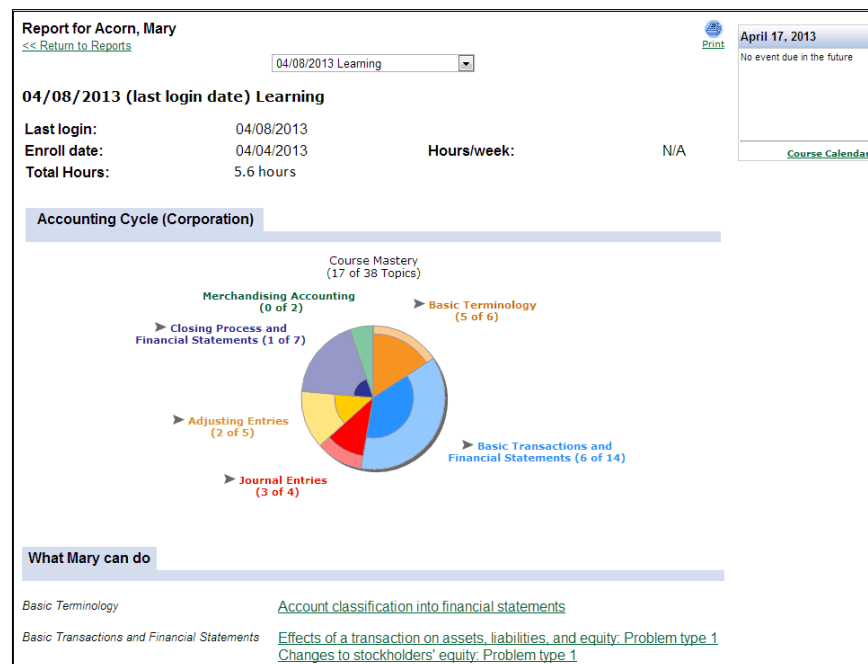 Report for Acorn, Mary
<< Return to Reports
Print
04/08/2013 Learning
April 17, 2013
No event due in the future
Course Calendar
04/08/2013 (last login date) Learning
Last login: 04/08/2013
Enroll date: 04/04/2013 Hours/week: N/A
Total Hours: 5.6 hours
Accounting Cycle (Corporation)
Course Mastery
(17 of 38 Topics)
Merchandising Accounting
(0 of 2)
Basic Terminology
(5 of 6)
Closing Process and
Financial Statements (1 of 7)
Adjusting Entries
(2 of 5)
Basic Transactions and
Financial Statements (6 of 14)
Journal Entries
(3 of 4)
What Mary can do
Basic Terminology Account classification into financial statements
Basic Transactions and Financial Statements Effects of a transaction on assets, liabilities, and equity: Problem type 1
Changes to stockholders' equity: Problem type 1